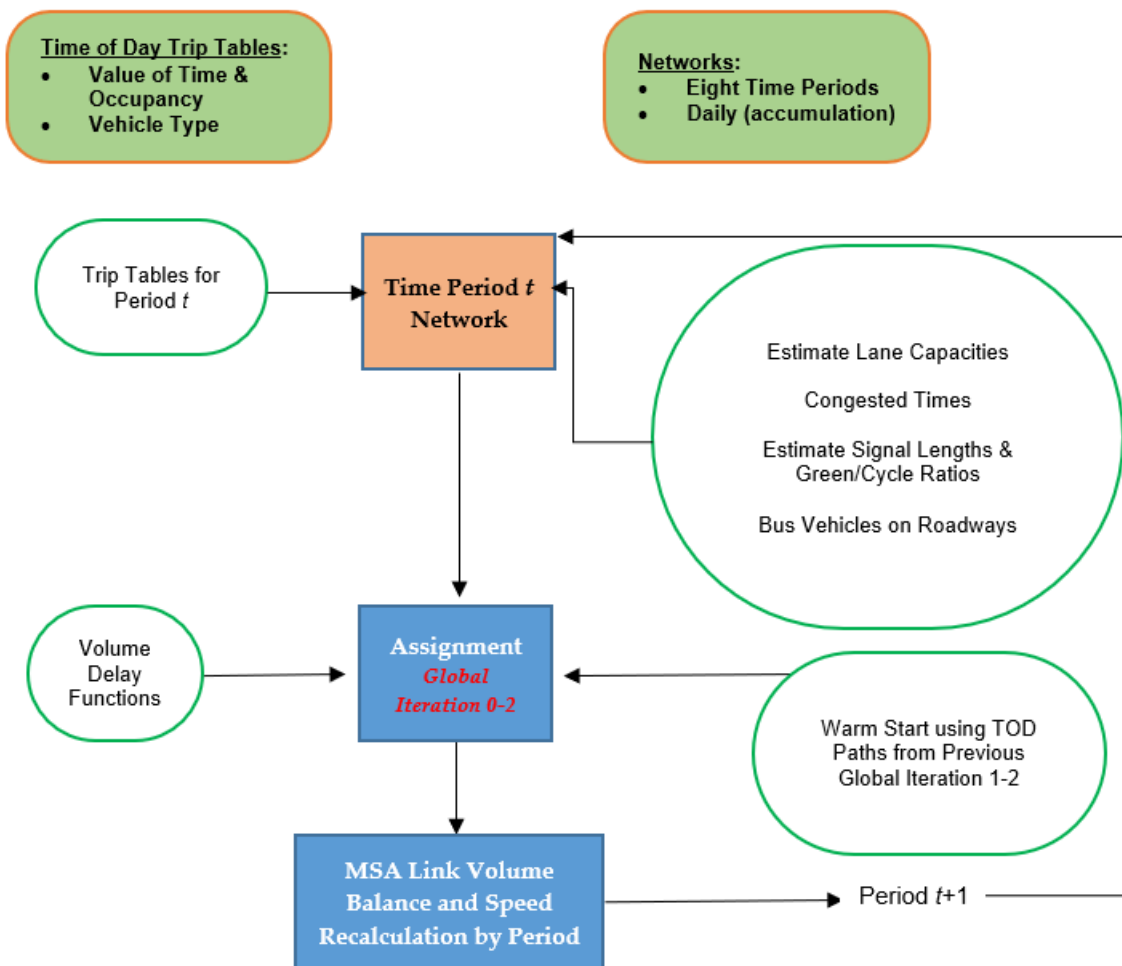 Time of Day Trip Tables:
• Value of Time &
Occupancy
• Vehicle Type
Networks:
• Eight Time Periods
• Daily (accumulation)
Trip Tables for
Period t
Time Period t
Network
Estimate Lane Capacities
Congested Times
Estimate Signal Lengths &
Green/Cycle Ratios
Bus Vehicles on Roadways
Volume
Delay
Functions
Assignment
Global
Iteration 0-2
Warm Start using TOD
Paths from Previous
Global Iteration 1-2
MSA Link Volume
Balance and Speed
Recalculation by Period
Period t+1